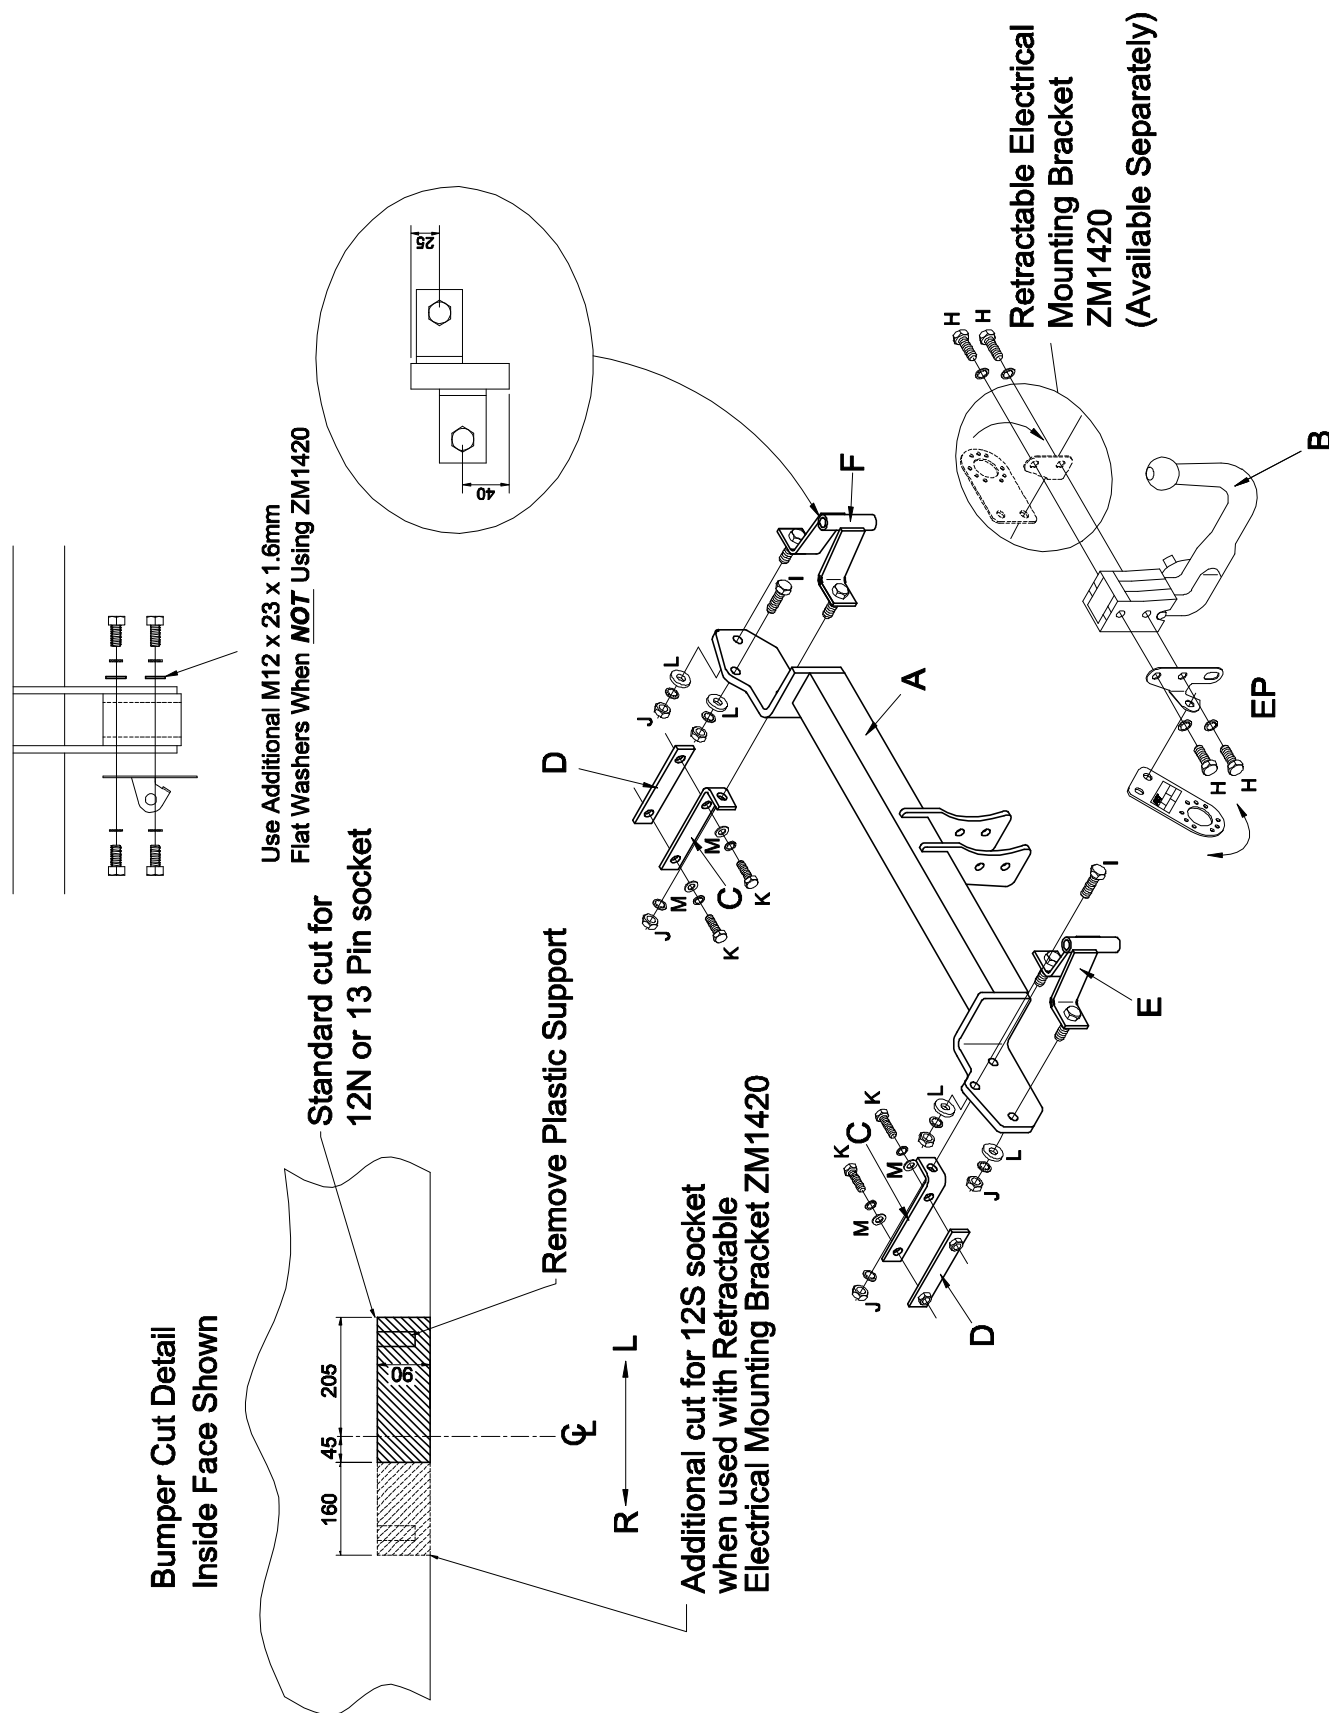 Bumper Cut Detail
Inside Face Shown
160
45
205
90
R
L
CL
Standard cut for
12N or 13 Pin socket
Remove Plastic Support
Additional cut for 12S socket
when used with Retractable
Electrical Mounting Bracket ZM1420
Use Additional M12 x 23 x 1.6mm
Flat Washers When NOT Using ZM1420
25
40
D
J
L
L
J
M
C
K
M
K
I
F
A
K
K
C
M
M
L
L
J
J
D
I
E
H
H
EP
H
H
B
Retractable Electrical
Mounting Bracket
ZM1420
(Available Separately)